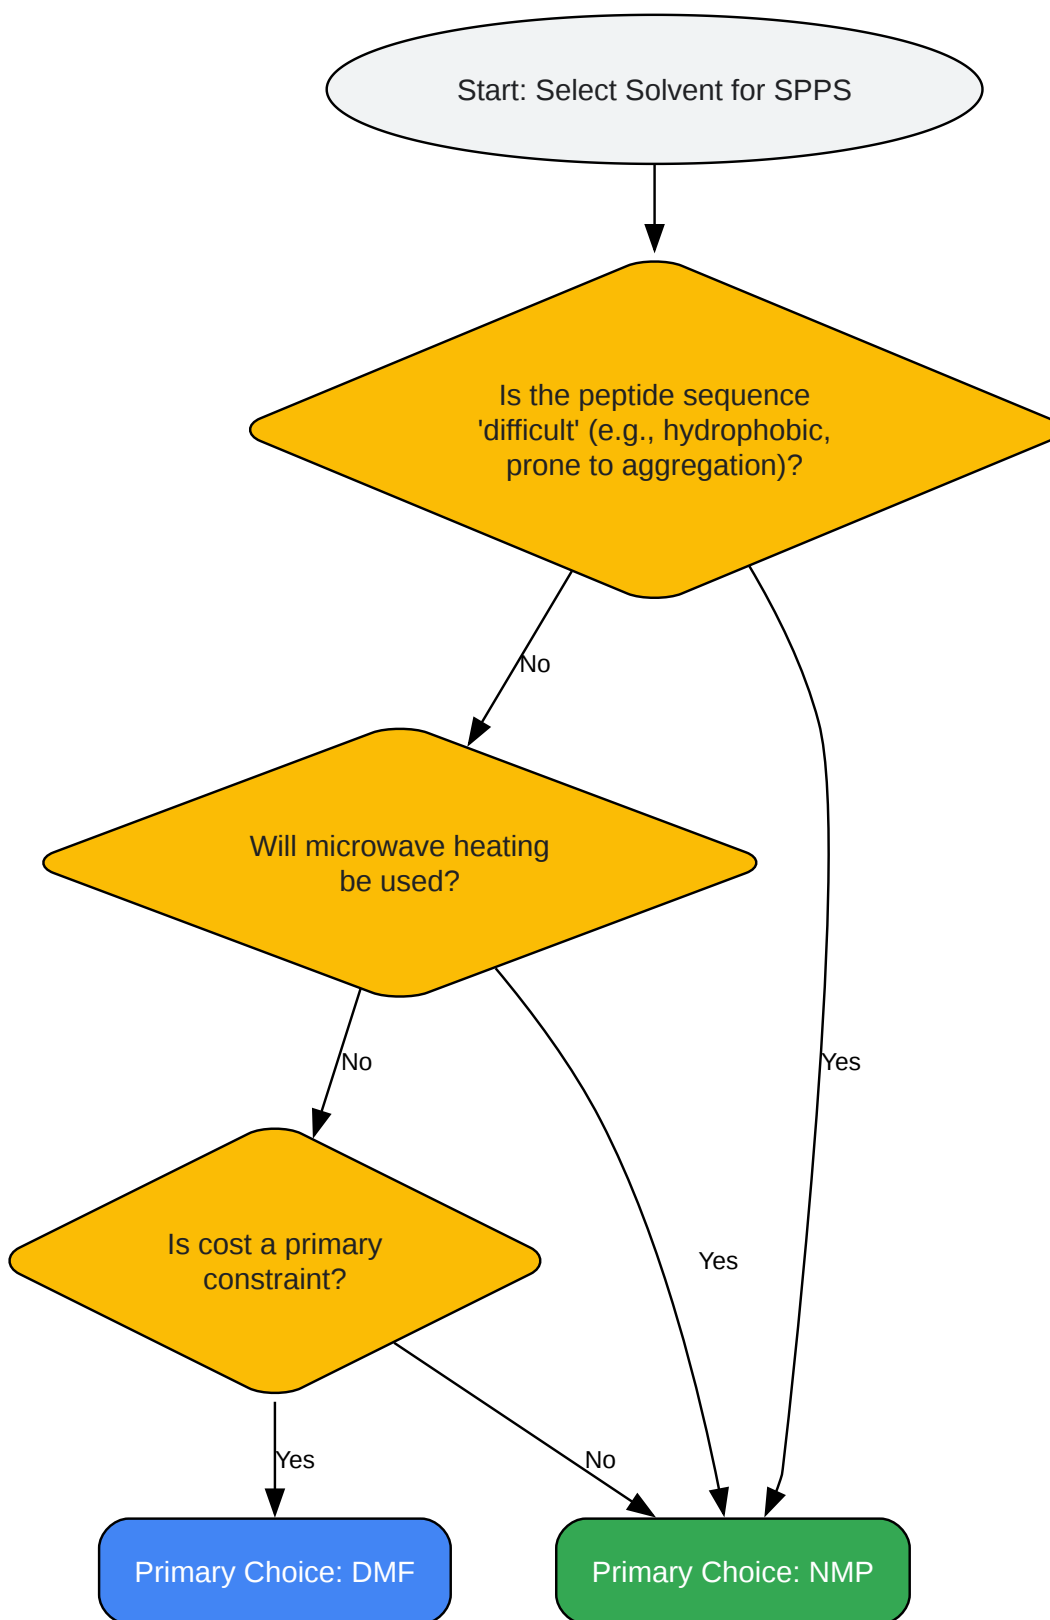 Start: Select Solvent for SPPS
Is the peptide sequence
'difficult' (e.g., hydrophobic,
prone to aggregation)?
No
Will microwave heating
be used?
No
Yes
Is cost a primary
constraint?
Yes
Yes
No
Primary Choice: DMF
Primary Choice: NMP